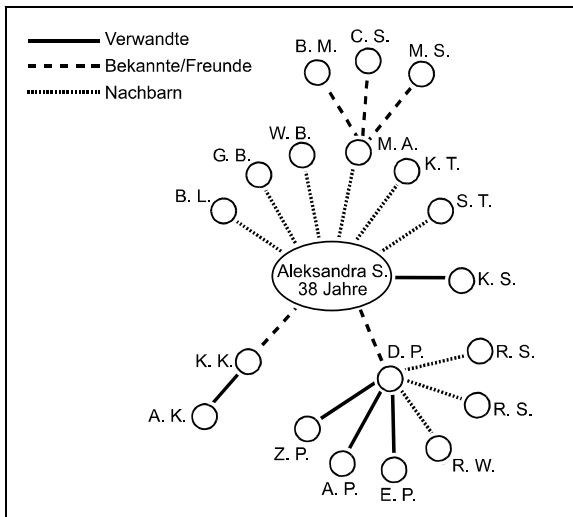 Verwandte
Bekannte/Freunde
Nachbarn
B. M.
C. S.
M. S.
W. B.
M. A.
G. B.
K. T.
B. L.
S. T.
Aleksandra S.
38 Jahre
K. S.
K. K.
D. P.
R. S.
A. K.
R. S.
Z. P.
R. W.
A. P.
E. P.